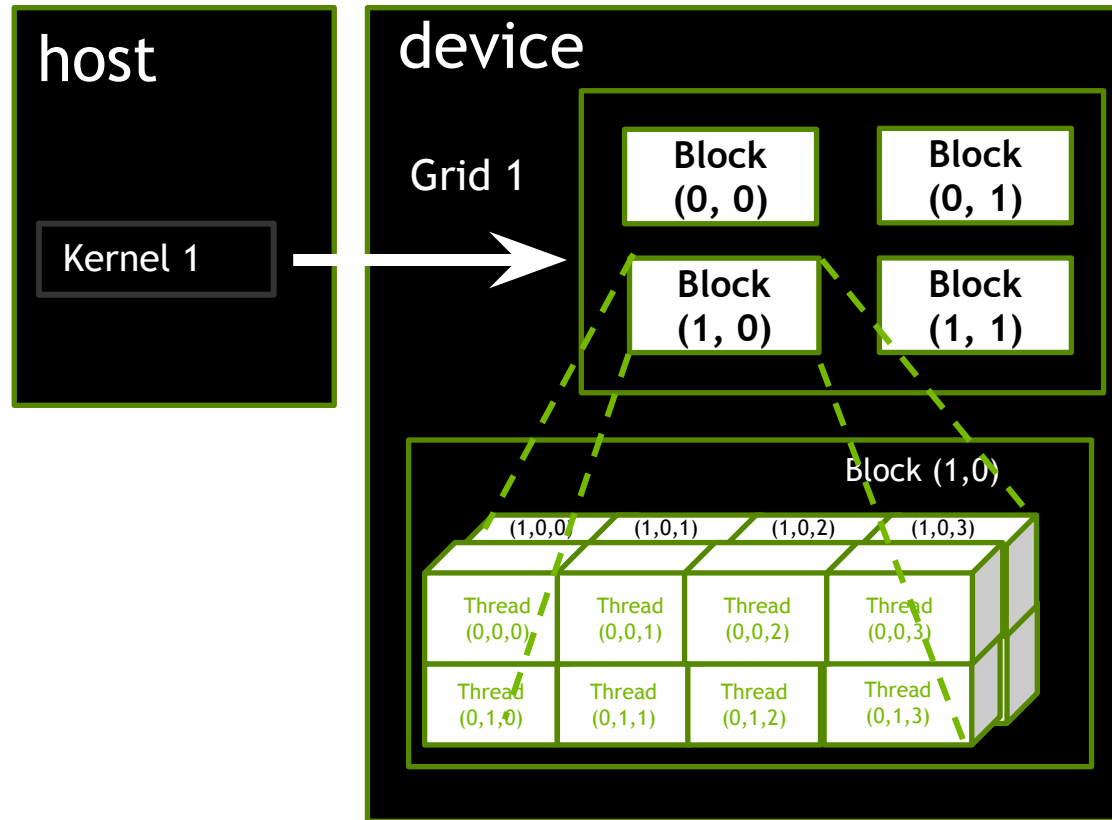 host
device
Grid 1
Kernel 1
Block
(0, 0)
Block
(0, 1)
Block
(1, 0)
Block
(1, 1)
Block (1,0)
(1,0,0)
(1,0,1)
(1,0,2)
(1,0,3)
Thread
(0,0,0)
Thread
(0,0,1)
Thread
(0,0,2)
Thread
(0,0,3)
Thread
(0,1,0)
Thread
(0,1,1)
Thread
(0,1,2)
Thread
(0,1,3)